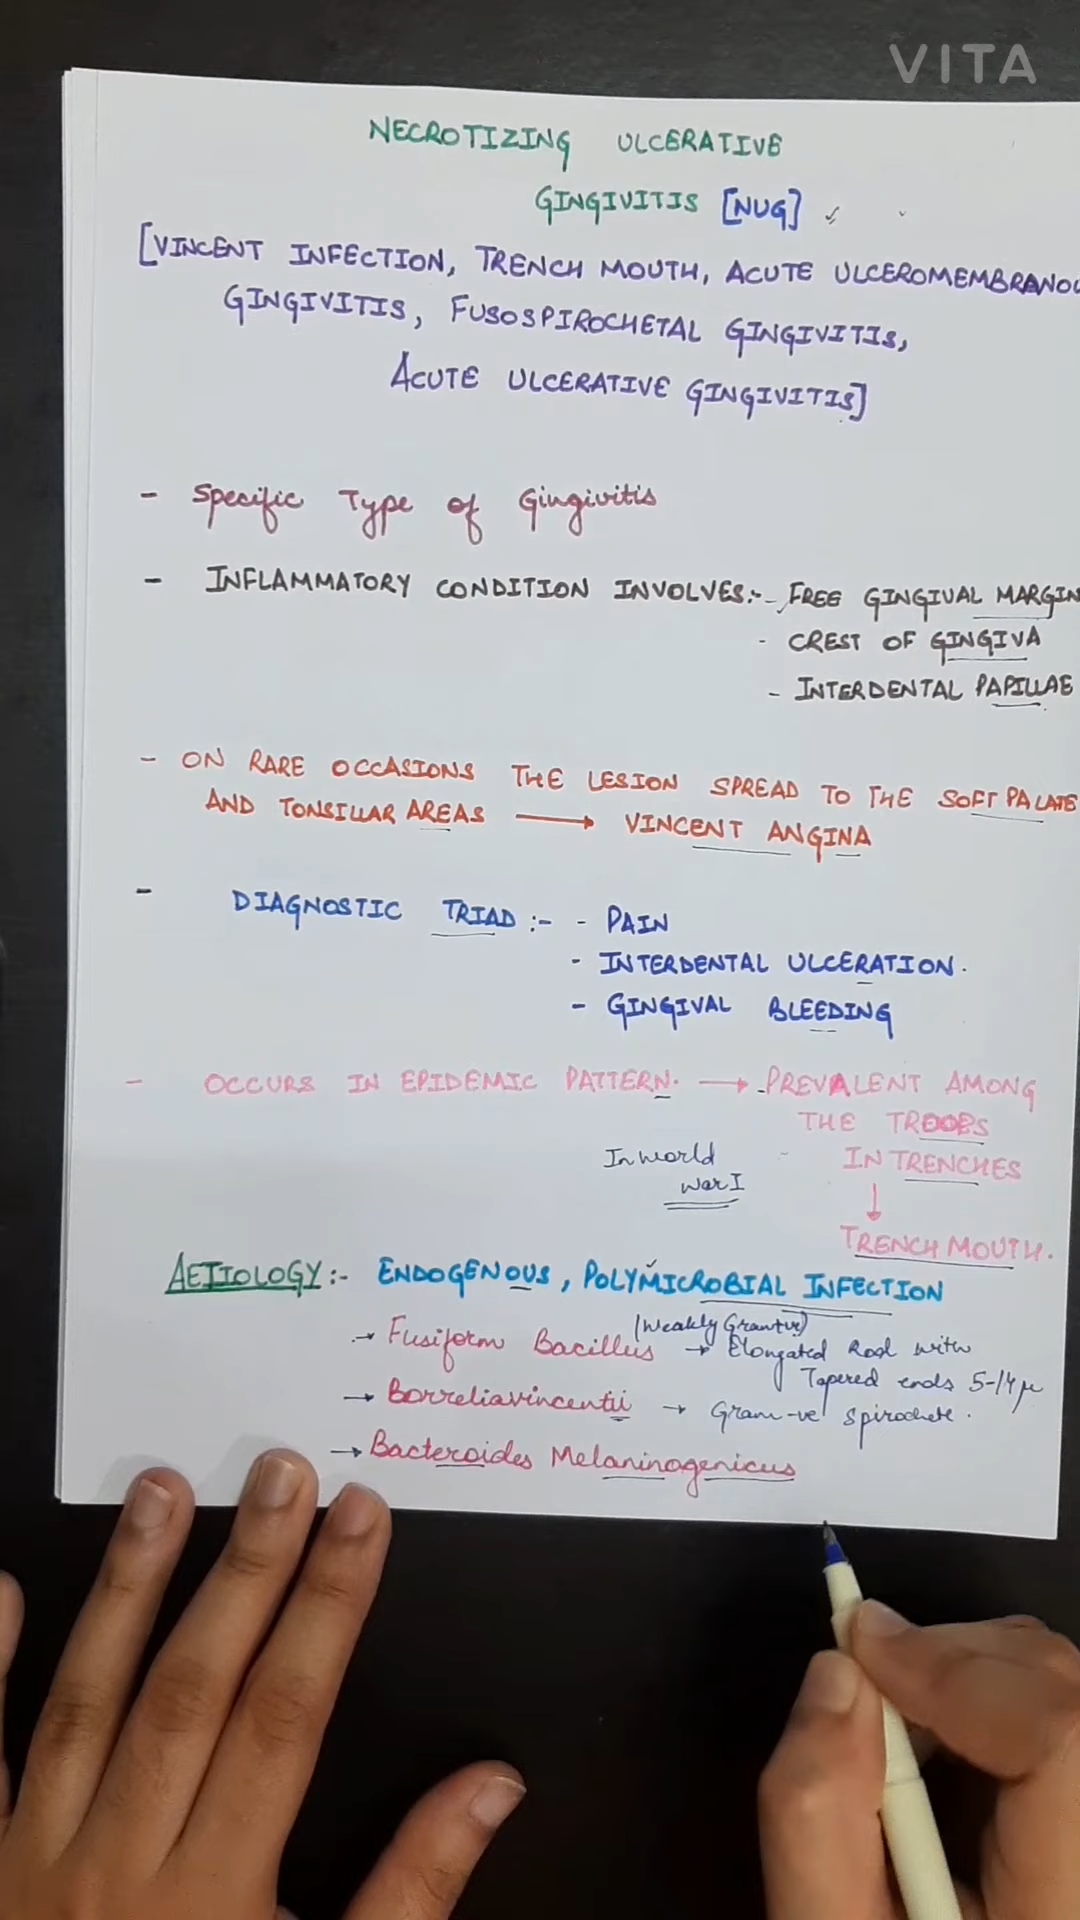 VITA
NECROTIZING ULCERATIVE
GINGIVITIS [NUG]
[VINCENT INFECTION, TRENCH MOUTH, ACUTE ULCEROMEMBRANOU
GINGIVITIS, FUSOSPIROCHETAL GINGIVITIS,
ACUTE ULCERATIVE GINGIVITIS]
- Specific Type of Gingivitis
- INFLAMMATORY CONDITION INVOLVES:- - FREE GINGIVAL MARGIN
- CREST OF GINGIVA
- INTERDENTAL PAPILLAE
- ON RARE OCCASIONS THE LESION SPREAD TO THE SOFT PALATE
AND TONSILLAR AREAS → VINCENT ANGINA
- DIAGNOSTIC TRIAD :- - PAIN
- INTERDENTAL ULCERATION.
- GINGIVAL BLEEDING
- OCCURS IN EPIDEMIC PATTERN. → PREVALENT AMONG
THE TROOPS
In world IN TRENCHES
War I
↓
TRENCH MOUTH.
AETIOLOGY:- ENDOGENOUS, POLYMICROBIAL INFECTION
(Weakly Gram+ve)
→ Fusiform Bacillus → Elongated Rod with
Tapered ends 5-14μ
→ Borreliavincentii → Gram-ve spirochete.
→ Bacteroides Melaninogenicus